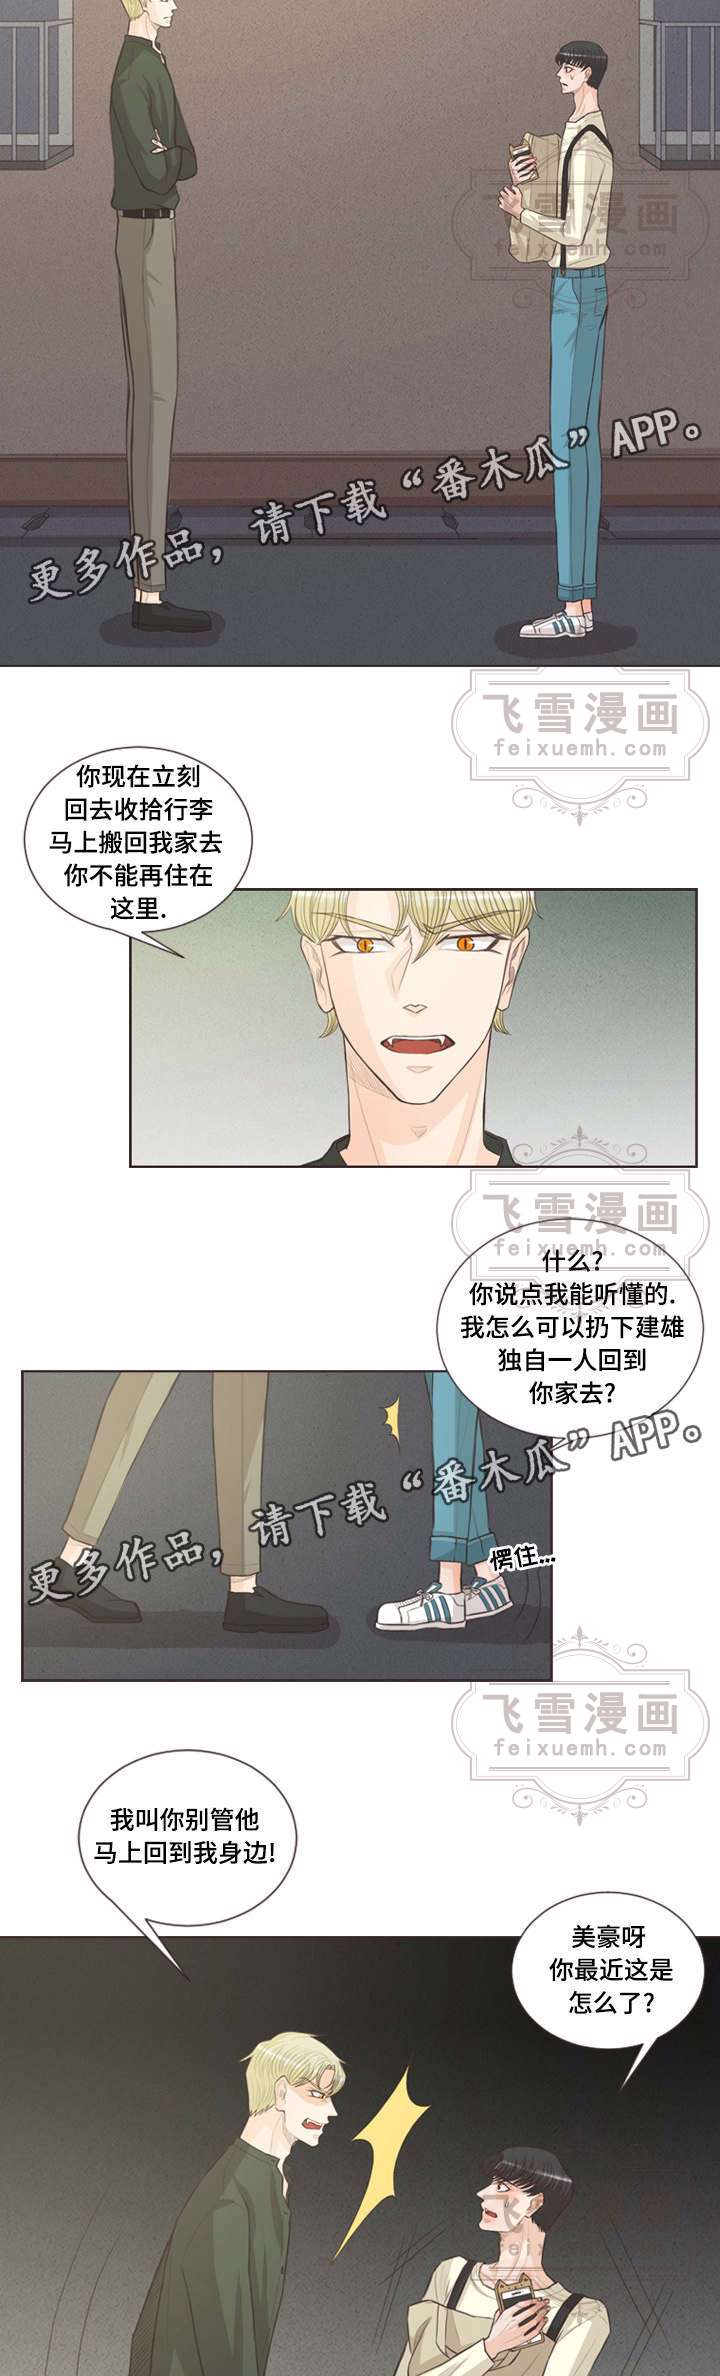 飞雪漫画
feixuemh.com
更多作品，请下载“番木瓜”APP。
飞雪漫画
feixuemh.com
你现在立刻
回去收拾行李
马上搬回我家去
你不能再住在
这里.
飞雪漫画
feixuemh.com
什么?
你说点我能听懂的.
我怎么可以扔下建雄
独自一人回到
你家去?
更多作品，请下载“番木瓜”APP。
愣住...
飞雪漫画
feixuemh.com
我叫你别管他
马上回到我身边!
美豪呀
你最近这是
怎么了?
飞雪漫画
feixuemh.com